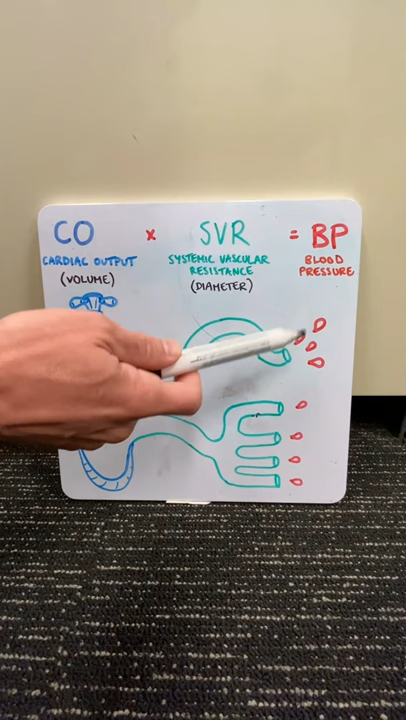 CO x SVR = BP
CARDIAC OUTPUT
(VOLUME)
SYSTEMIC VASCULAR
RESISTANCE
(DIAMETER)
BLOOD
PRESSURE